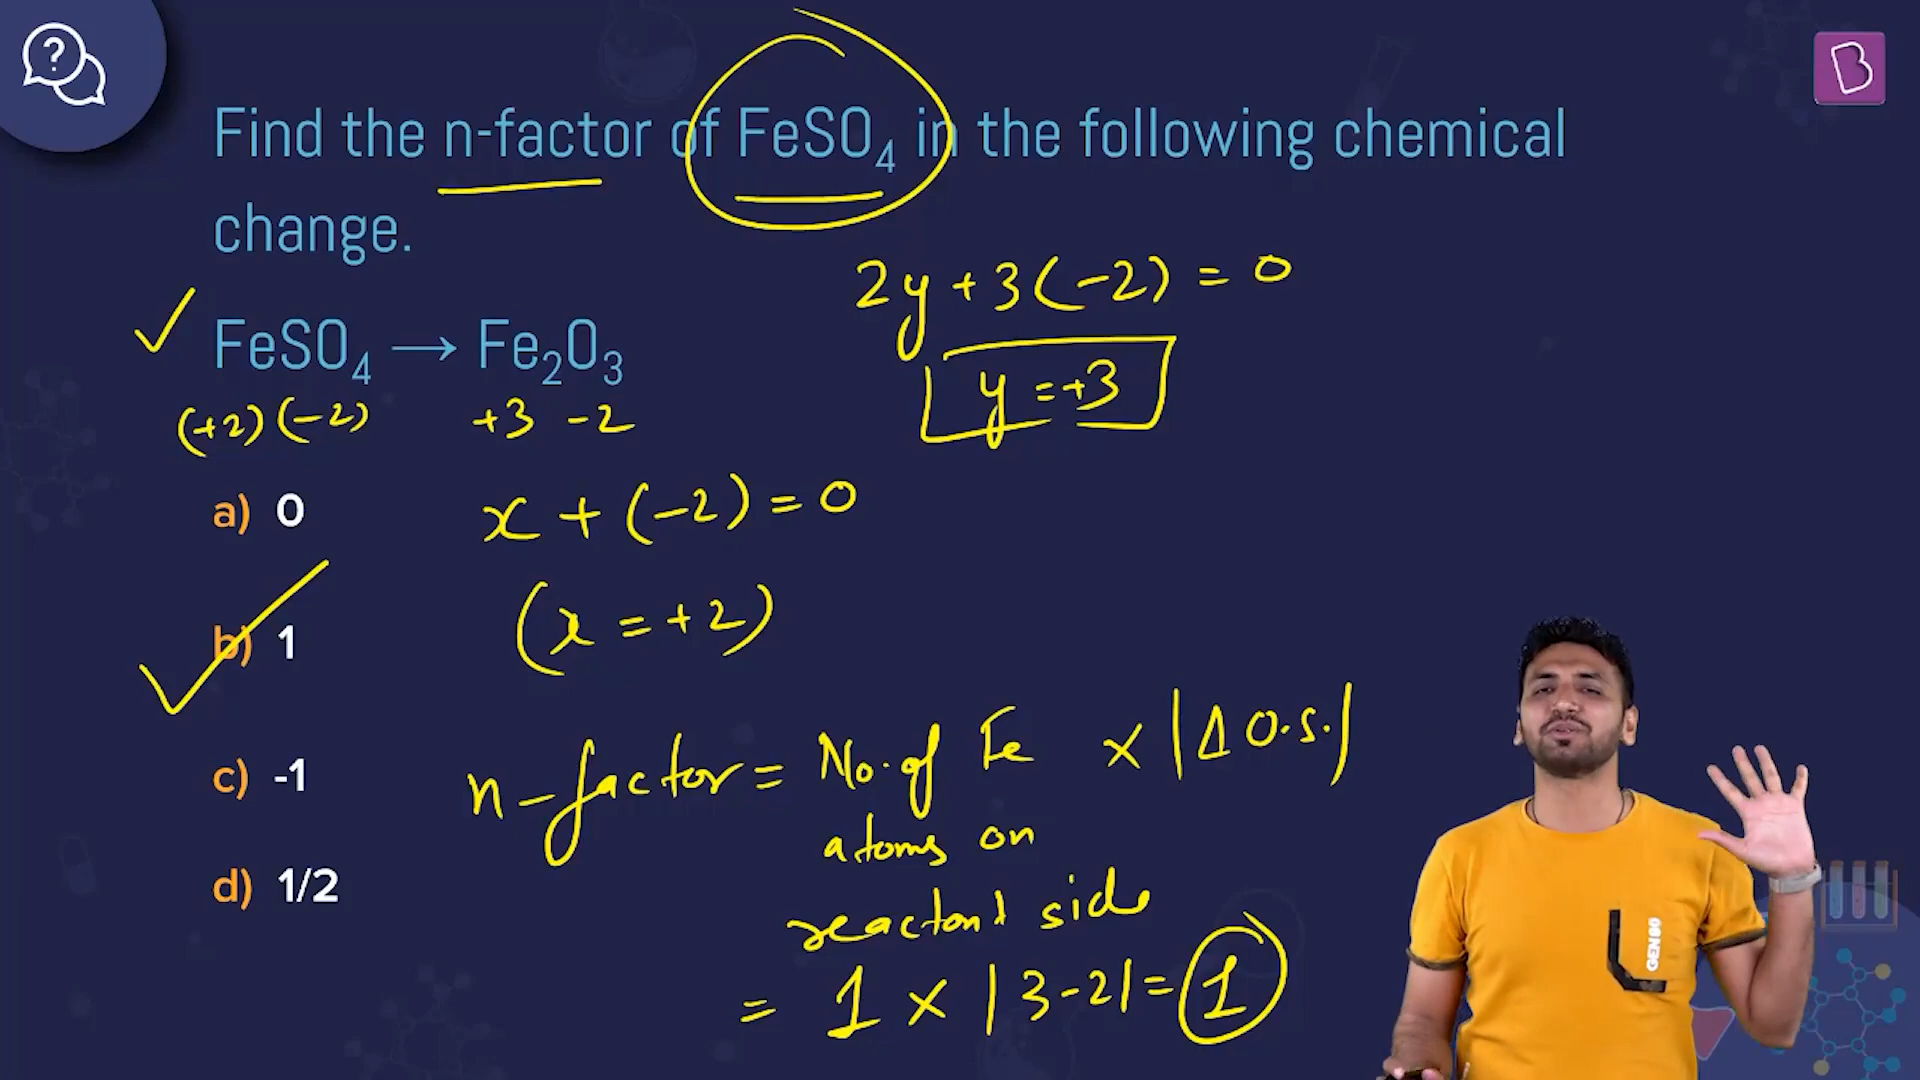 Find the n-factor of FeSO₄ in the following chemical
change.
2y + 3(-2) = 0
FeSO₄ → Fe₂O₃
y = +3
(+2) (-2) +3 -2
a) 0
x + (-2) = 0
(x = +2)
b) 1
n-factor = No. of Fe × |Δ O.S.|
c) -1
atoms on
d) 1/2
reactant side
= 1 × |3-2| = 1
GEN80